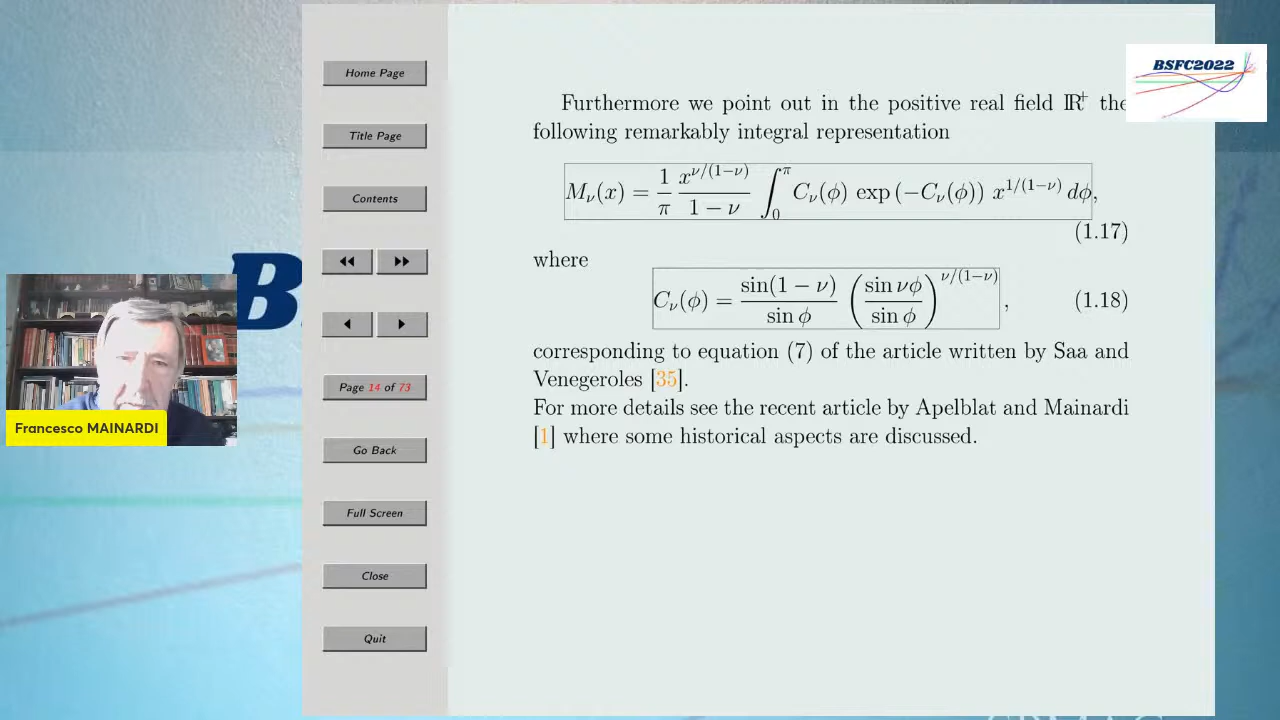 Home Page
Title Page
Contents
Page 14 of 73
Go Back
Full Screen
Close
Quit
BSFC2022
Furthermore we point out in the positive real field ℝ⁺ the
following remarkably integral representation
M_ν(x) = 1/π x^{ν/(1−ν)}/(1 − ν) ∫_0^π C_ν(ϕ) exp (−C_ν(ϕ)) x^{1/(1−ν)} dϕ,
(1.17)
where
C_ν(ϕ) = sin(1 − ν)/sin ϕ (sin νϕ/sin ϕ)^{ν/(1−ν)} , (1.18)
corresponding to equation (7) of the article written by Saa and
Venegeroles [35].
For more details see the recent article by Apelblat and Mainardi
[1] where some historical aspects are discussed.
Francesco MAINARDI
B